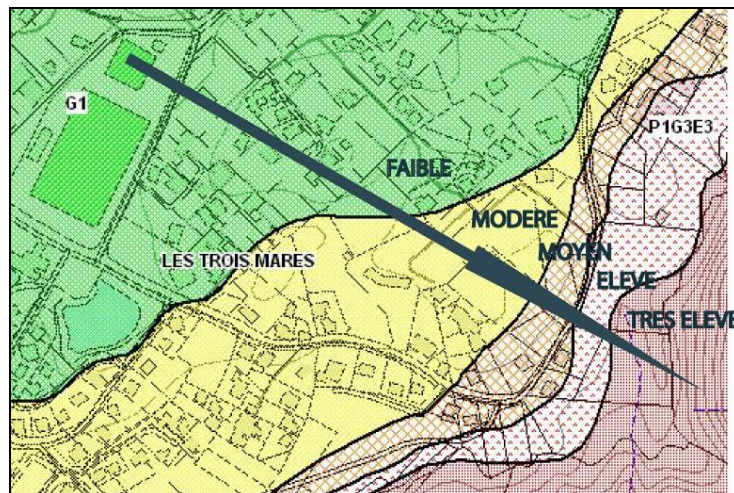 G1
P1G3E3
FAIBLE
MODERE
LES TROIS MARES
MOYEN
ELEVE
TRES ELEVE